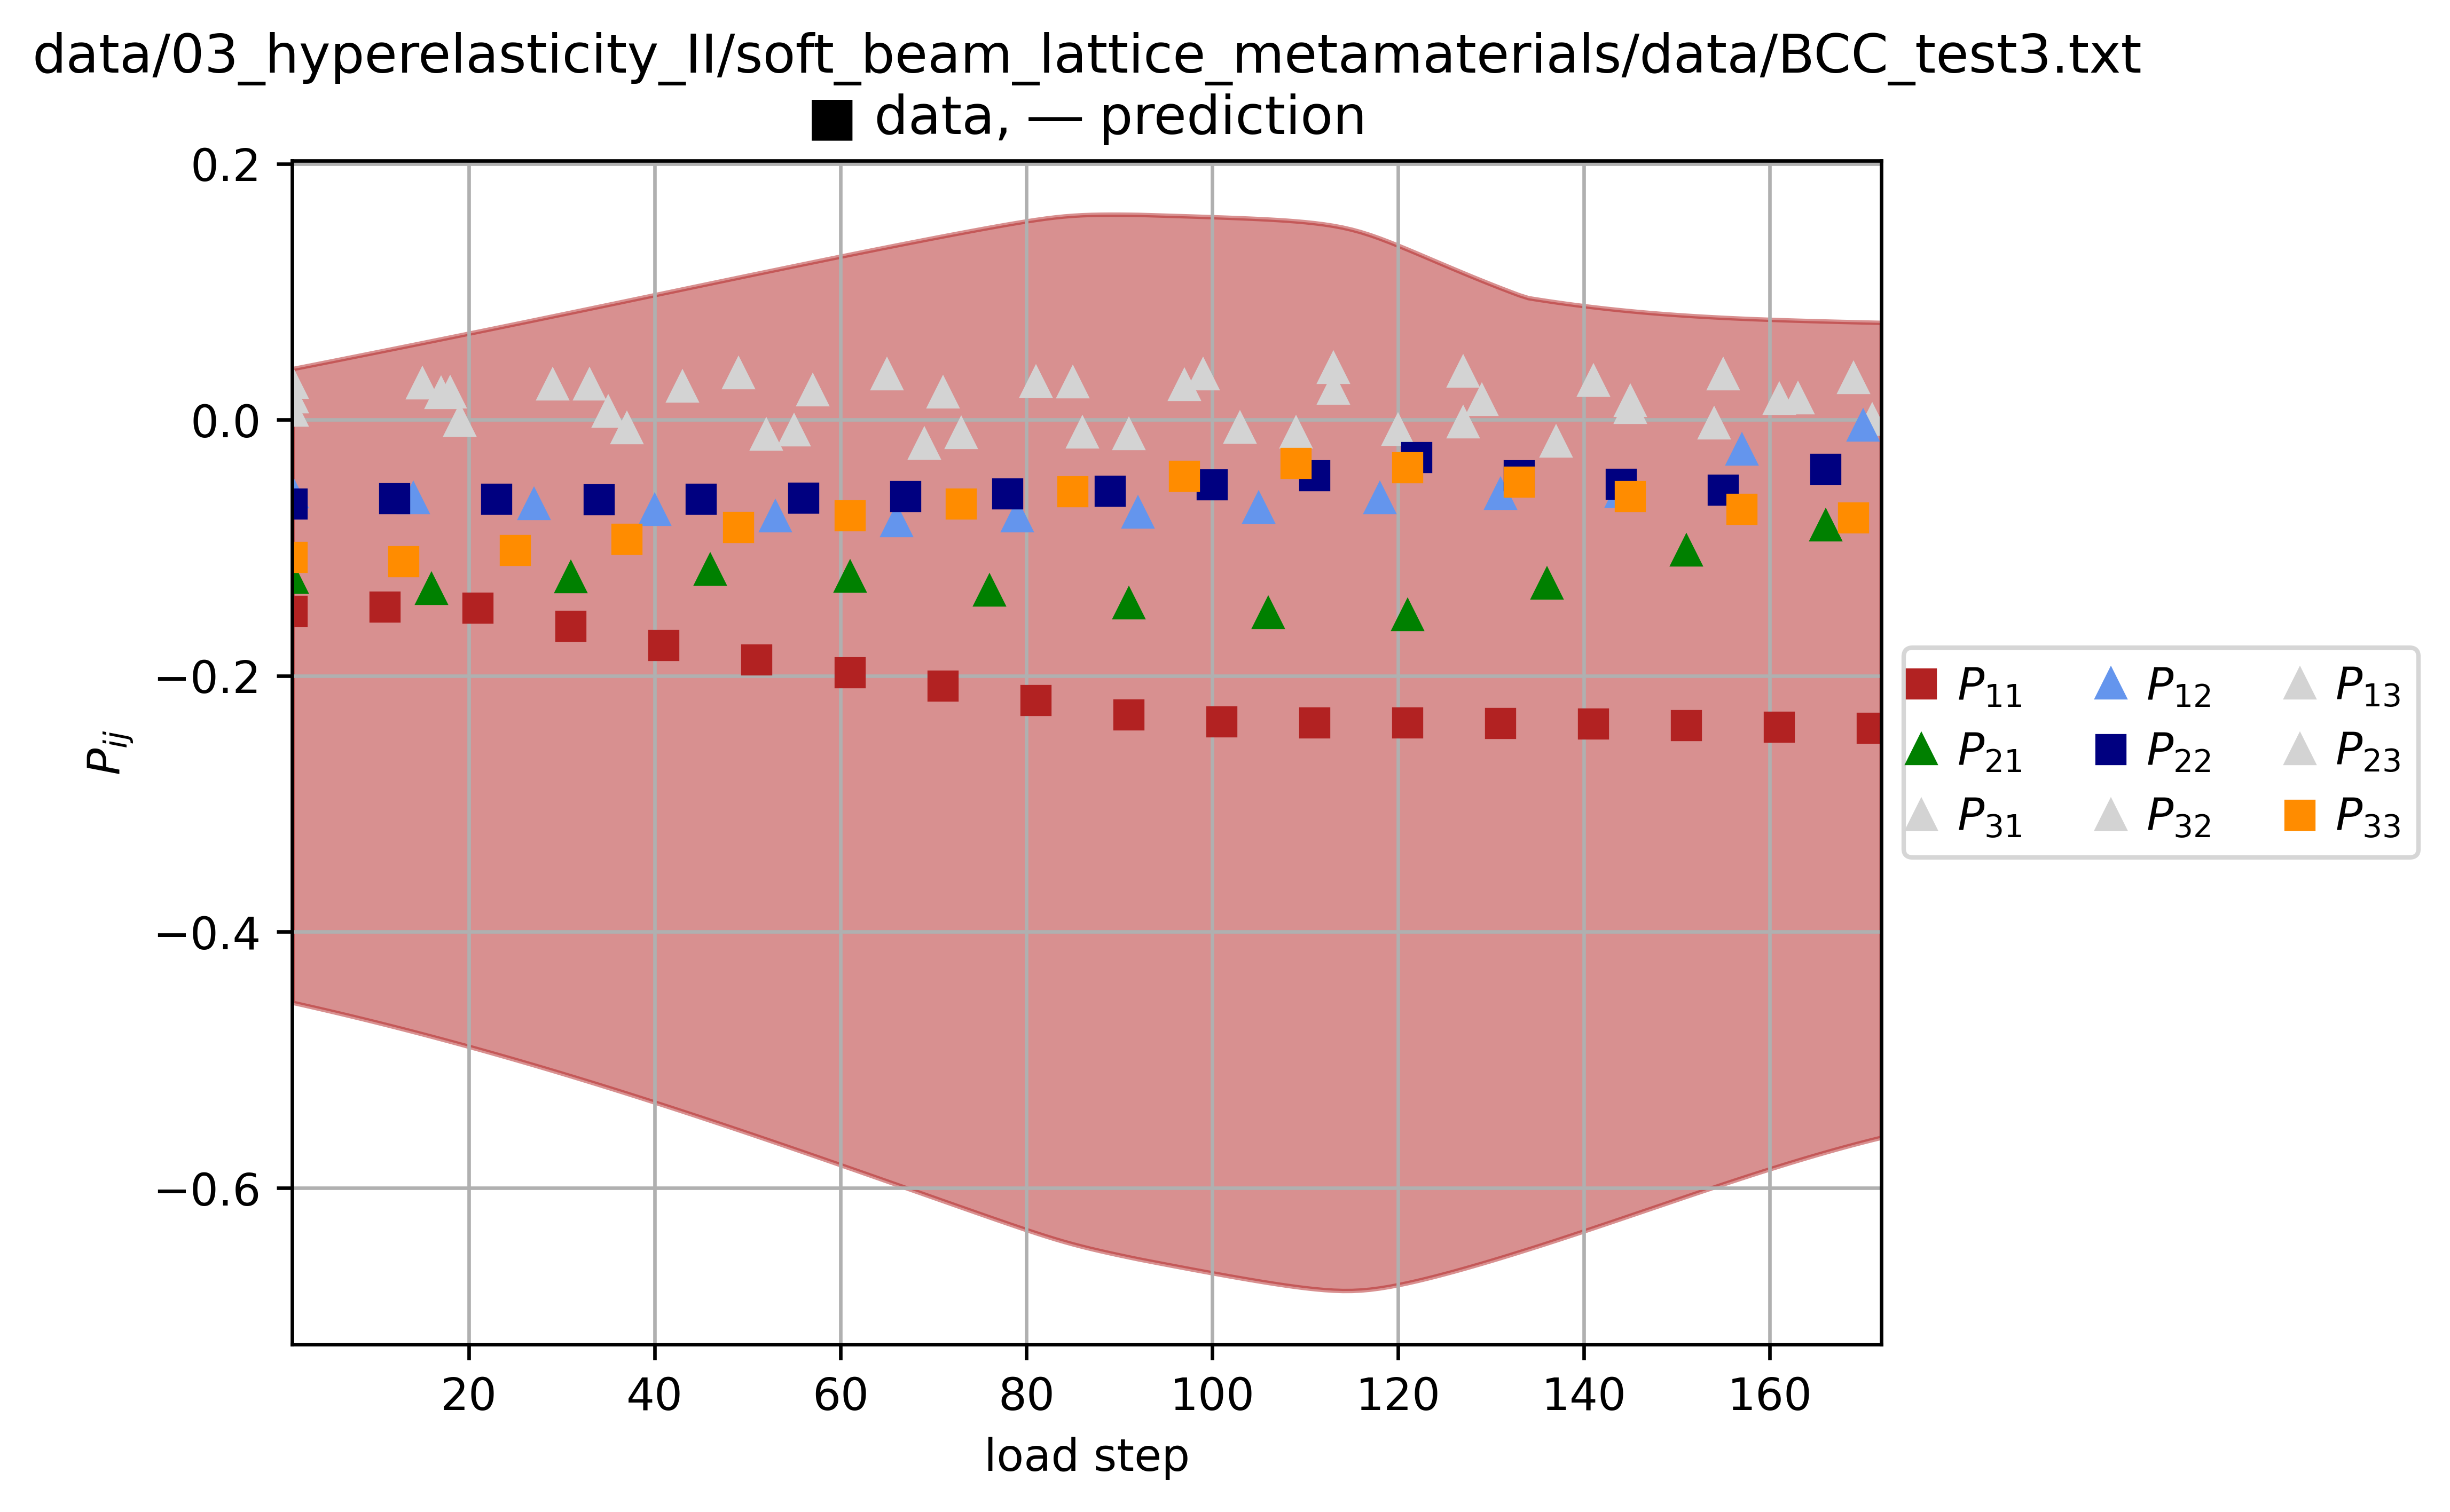 data/03_hyperelasticity_II/soft_beam_lattice_metamaterials/data/BCC_test3.txt
■ data, — prediction
0.2
0.0
−0.2
−0.4
−0.6
P_{ij}
20 40 60 80 100 120 140 160
load step
P_{11} P_{12} P_{13}
P_{21} P_{22} P_{23}
P_{31} P_{32} P_{33}